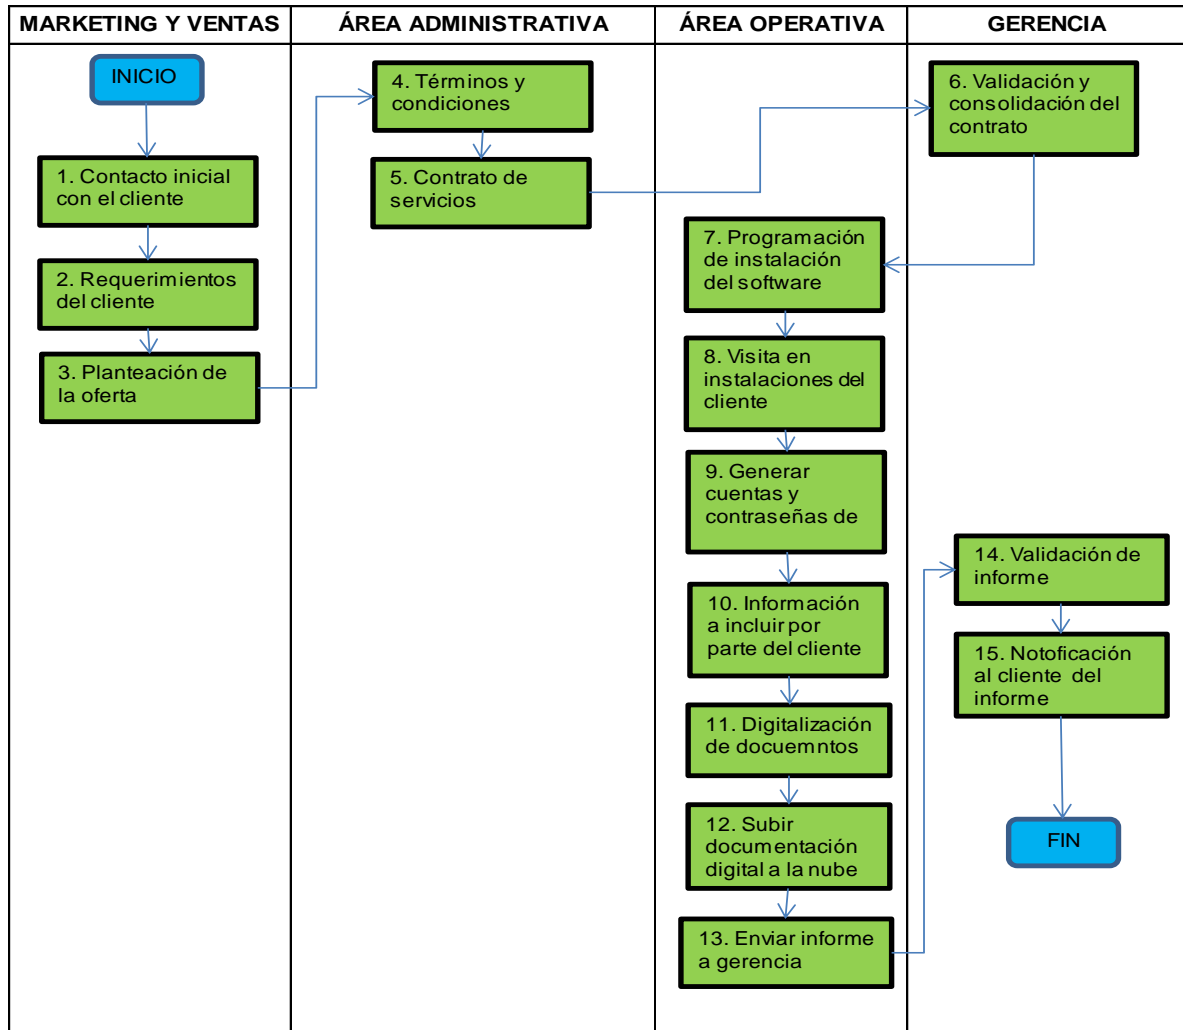 MARKETING Y VENTAS
ÁREA ADMINISTRATIVA
ÁREA OPERATIVA
GERENCIA
INICIO
1. Contacto inicial
con el cliente
2. Requerimientos
del cliente
3. Planteación de
la oferta
4. Términos y
condiciones
5. Contrato de
servicios
6. Validación y
consolidación del
contrato
7. Programación
de instalación
del software
8. Visita en
instalaciones del
cliente
9. Generar
cuentas y
contraseñas de
10. Información
a incluir por
parte del cliente
11. Digitalización
de docuemntos
12. Subir
documentación
digital a la nube
13. Enviar informe
a gerencia
14. Validación de
informe
15. Notoficación
al cliente del
informe
FIN